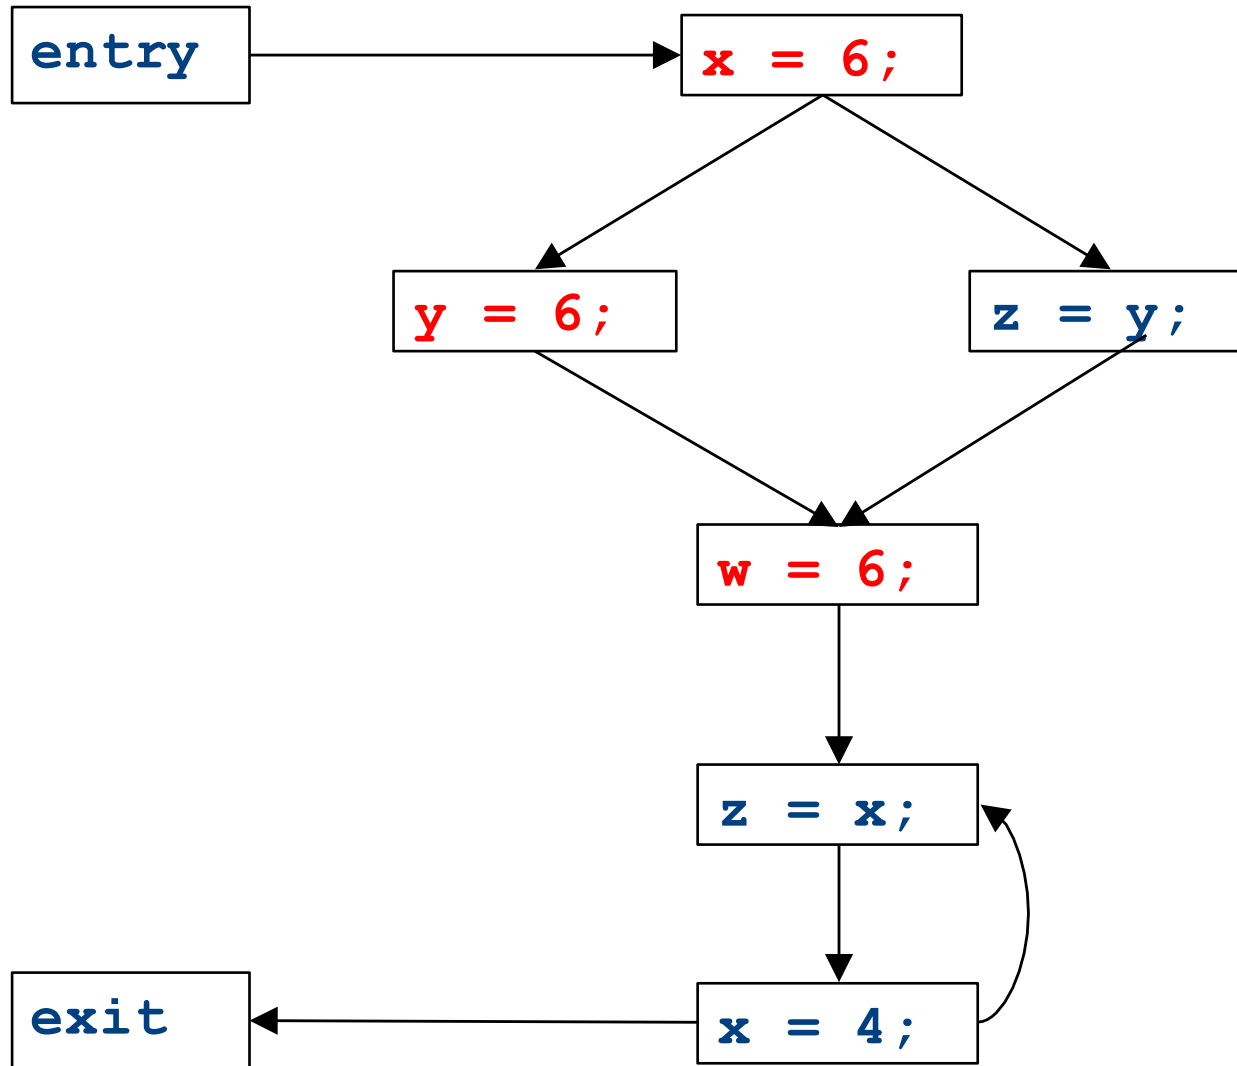 entry
x = 6;
y = 6;
z = y;
w = 6;
z = x;
x = 4;
exit